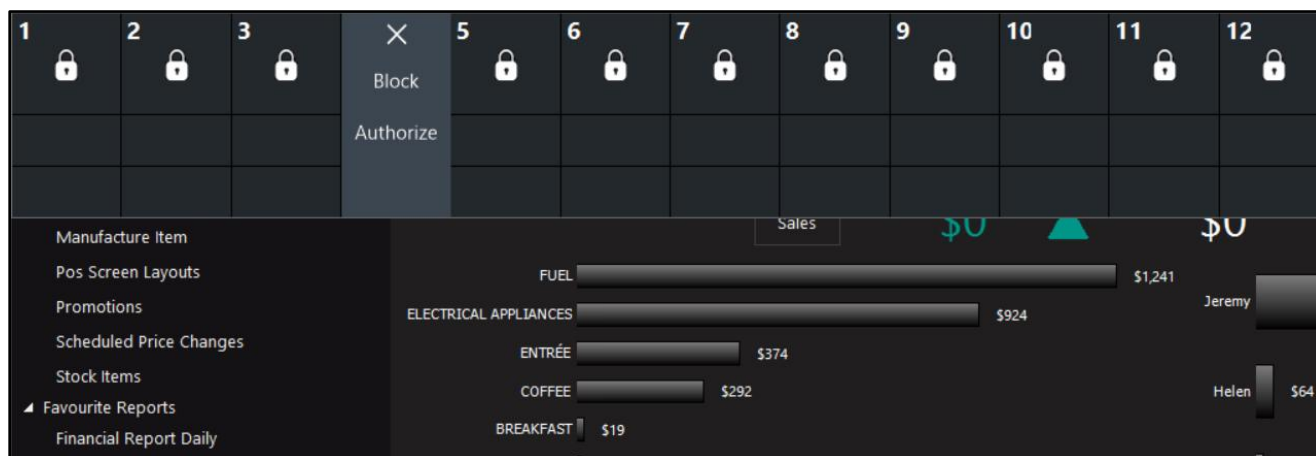 1 2 3 5 6 7 8 9 10 11 12
Block
Authorize
Manufacture Item
Pos Screen Layouts
Promotions
Scheduled Price Changes
Stock Items
Favourite Reports
Financial Report Daily
Sales $0 $0
FUEL $1,241
ELECTRICAL APPLIANCES $924
ENTRÉE $374
COFFEE $292
BREAKFAST $19
Jeremy
Helen $64